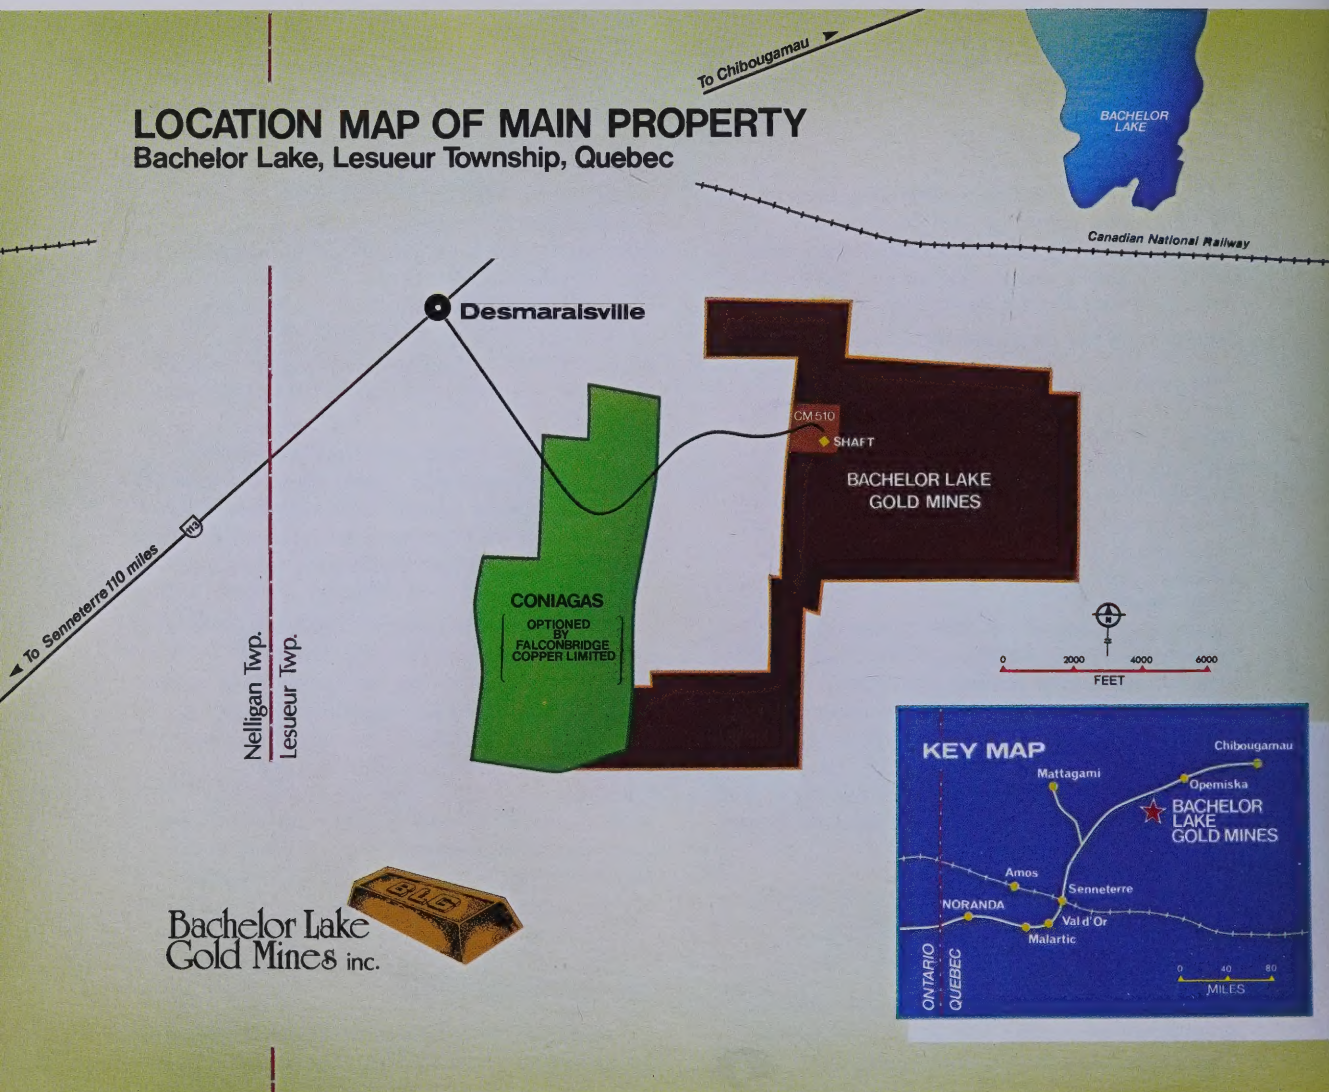 To Chibougamau
LOCATION MAP OF MAIN PROPERTY
Bachelor Lake, Lesueur Township, Quebec
BACHELOR
LAKE
Canadian National Railway
Desmaraisville
CM 510
SHAFT
BACHELOR LAKE
GOLD MINES
113
To Senneterre 110 miles
CONIAGAS
OPTIONED
BY
FALCONBRIDGE
COPPER LIMITED
Nelligan Twp.
Lesueur Twp.
N
0 2000 4000 6000
FEET
KEY MAP
Chibougamau
Mattagami
Opemiska
BACHELOR
LAKE
GOLD MINES
Amos
Senneterre
NORANDA
Val d'Or
Malartic
ONTARIO
QUEBEC
0 40 80
MILES
BLG
Bachelor Lake
Gold Mines inc.